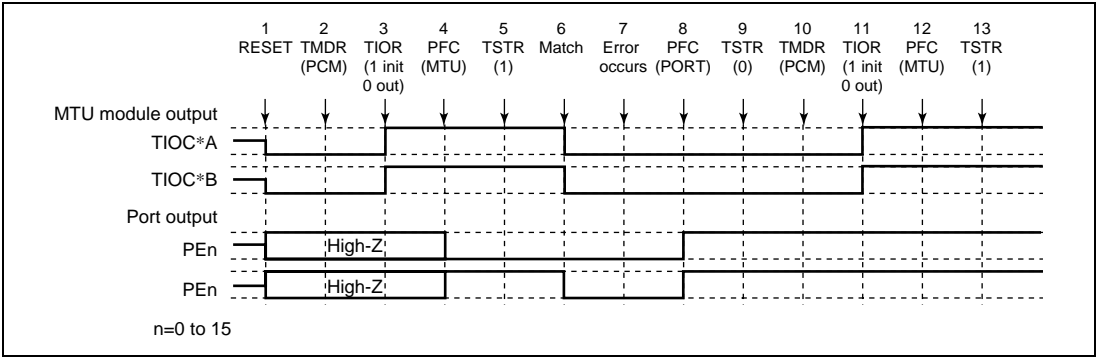 1 2 3 4 5 6 7 8 9 10 11 12 13
RESET TMDR TIOR PFC TSTR Match Error PFC TSTR TMDR TIOR PFC TSTR
(PCM) (1 init (MTU) (1) occurs (PORT) (0) (PCM) (1 init (MTU) (1)
0 out) 0 out)
MTU module output
TIOC*A
TIOC*B
Port output
PEn High-Z
PEn High-Z
n=0 to 15